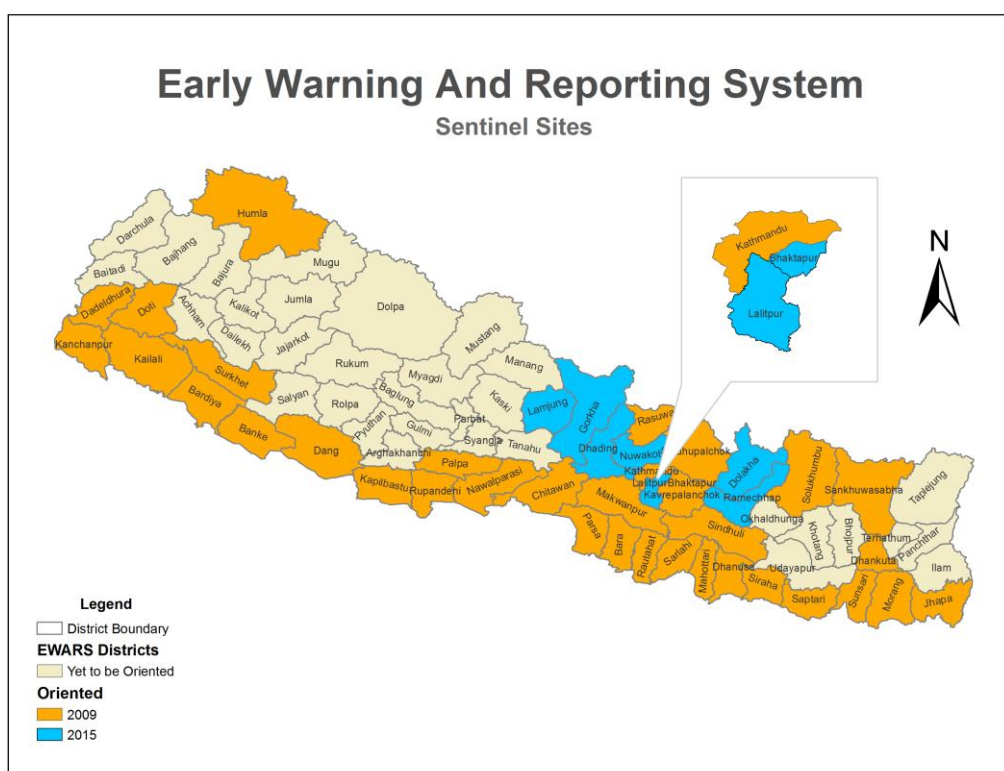 Early Warning And Reporting System
Sentinel Sites
Humla
Darchula
Bajhang
Baitadi
Bajura
Mugu
Dadeldhura
Doti
Achham
Kalikot
Jumla
Dolpa
Kanchanpur
Kailali
Dailekh
Jajarkot
Mustang
Surkhet
Rukum
Myagdi
Manang
Bardiya
Salyan
Rolpa
Baglung
Kaski
Lamjung
Gorkha
Banke
Dang
Pyuthan
Gulmi
Parbat
Syangja
Tanahu
Arghakhanchi
Dhading
Rasuwa
Nuwakot
hupalchok
Palpa
Kapilbastu
Rupandehi
Nawalparasi
Chitawan
Makwanpur
Kathmandu
Lalitpur
Bhaktapur
Kavrepalanchok
Dolakha
Ramechhap
Solukhumbu
Sankhuwasabha
Taplejung
Parsa
Bara
Rautahat
Sarlahi
Sindhuli
Okhaldhunga
Khotang
Bhojpur
Terhathum
Panchthar
Mahottari
Dhanusa
Siraha
Udayapur
Dhankuta
Ilam
Saptari
Sunsari
Morang
Jhapa
Kathmandu
Bhaktapur
Lalitpur
N
Legend
District Boundary
EWARS Districts
Yet to be Oriented
Oriented
2009
2015